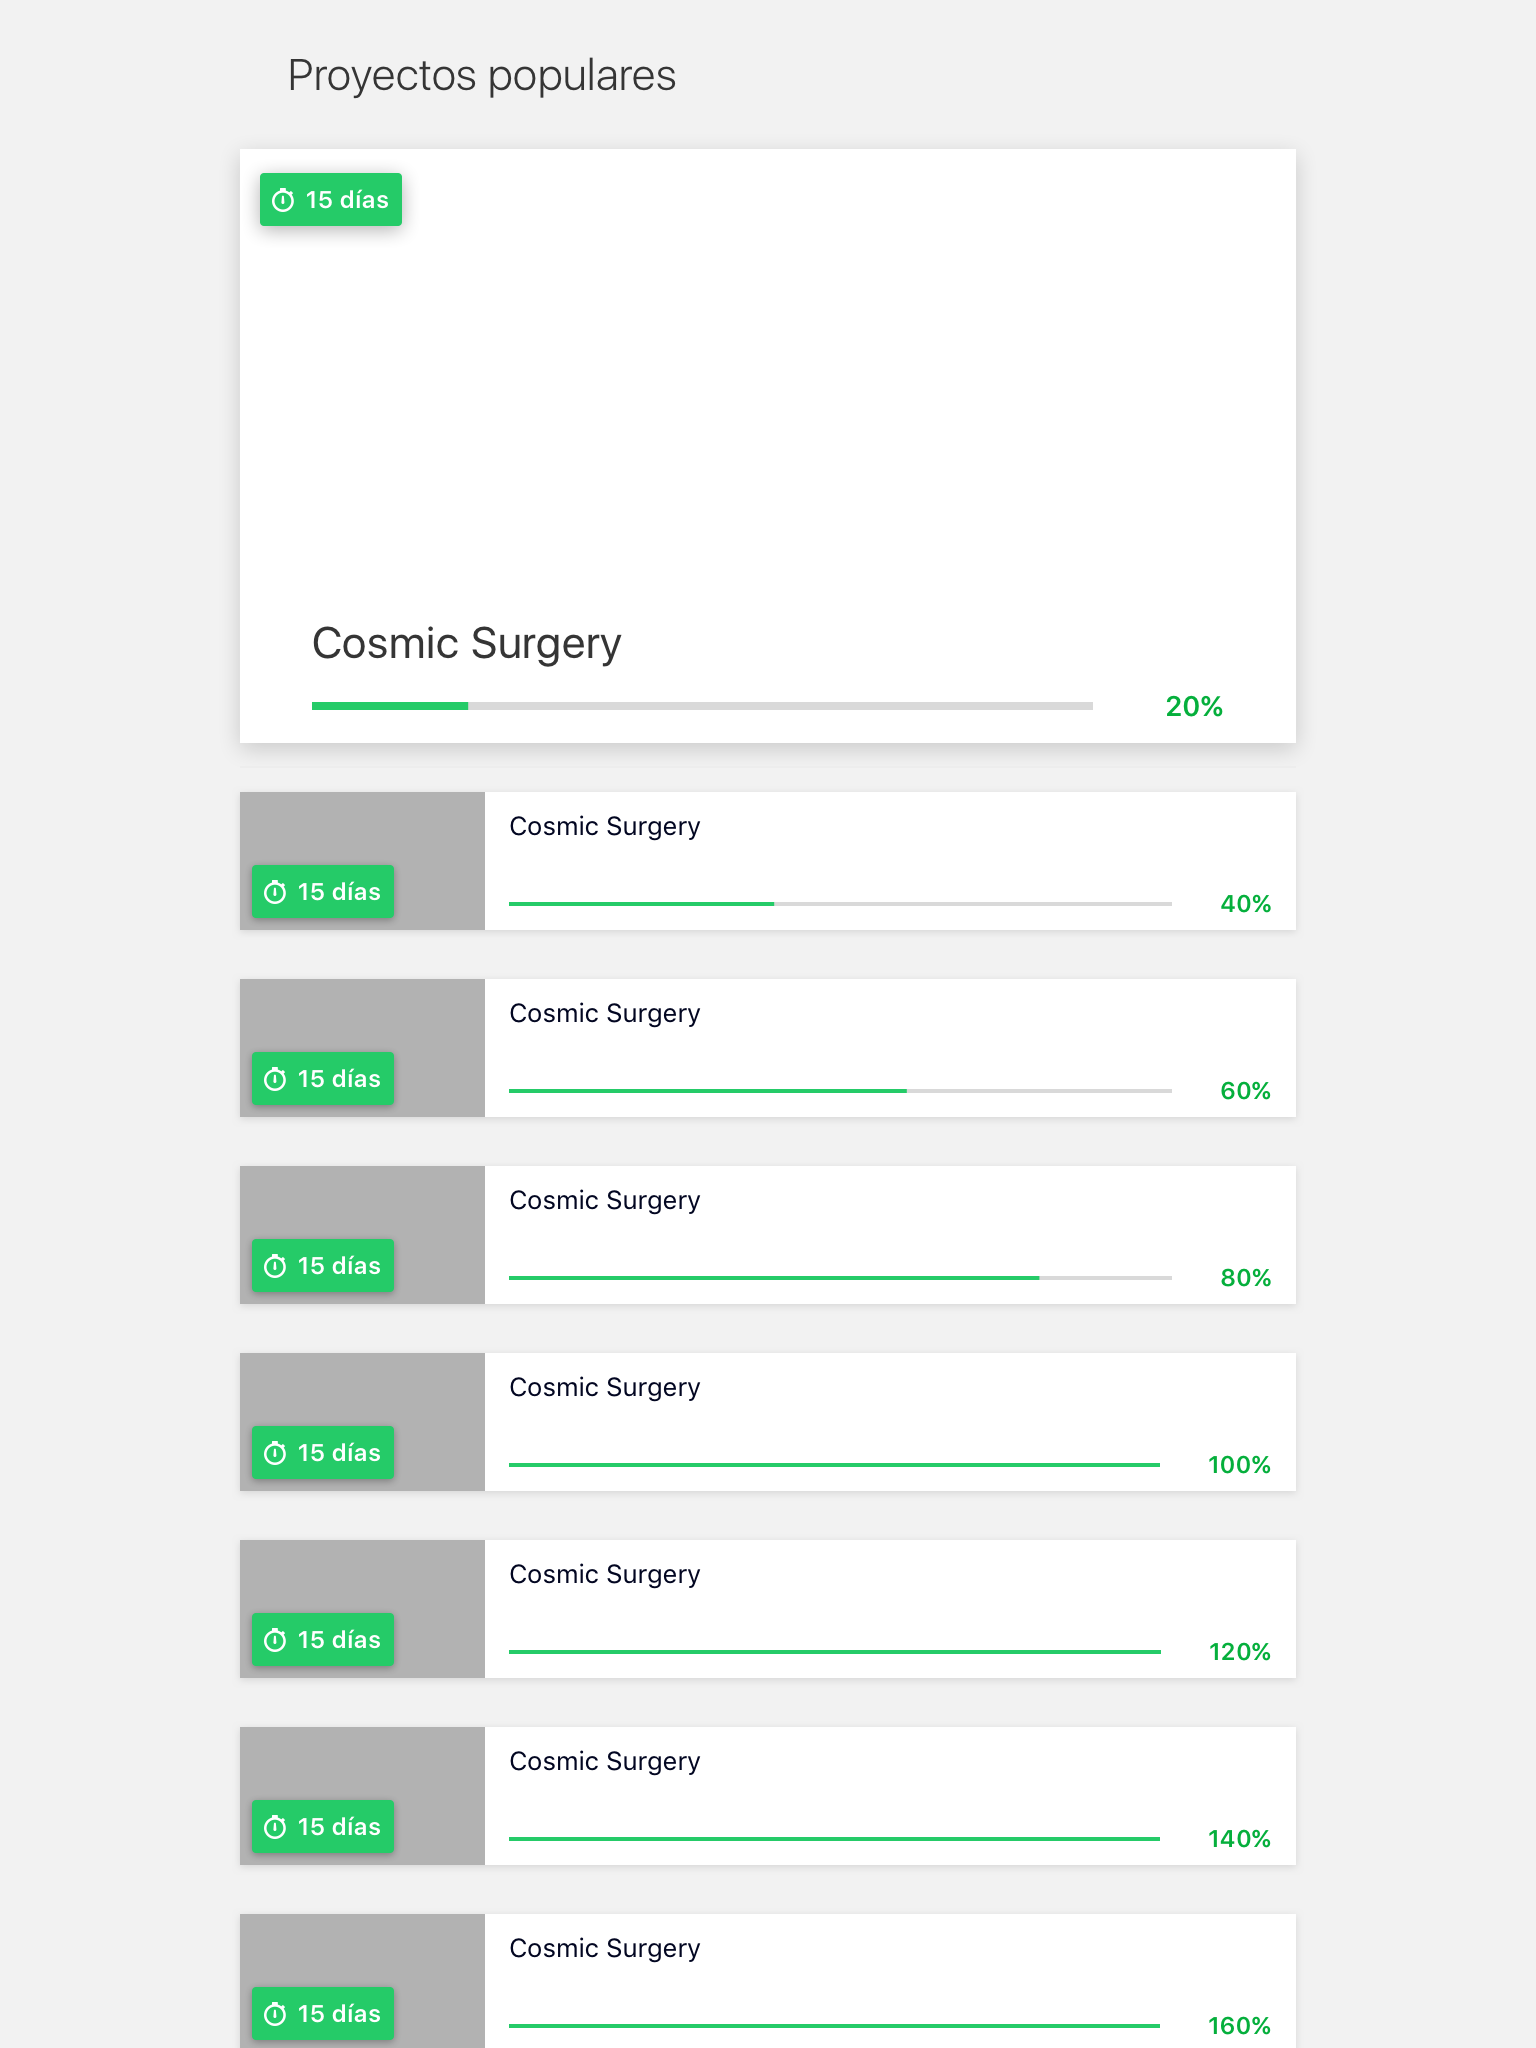 Proyectos populares
15 días
Cosmic Surgery
20%
Cosmic Surgery
15 días
40%
Cosmic Surgery
15 días
60%
Cosmic Surgery
15 días
80%
Cosmic Surgery
15 días
100%
Cosmic Surgery
15 días
120%
Cosmic Surgery
15 días
140%
Cosmic Surgery
15 días
160%